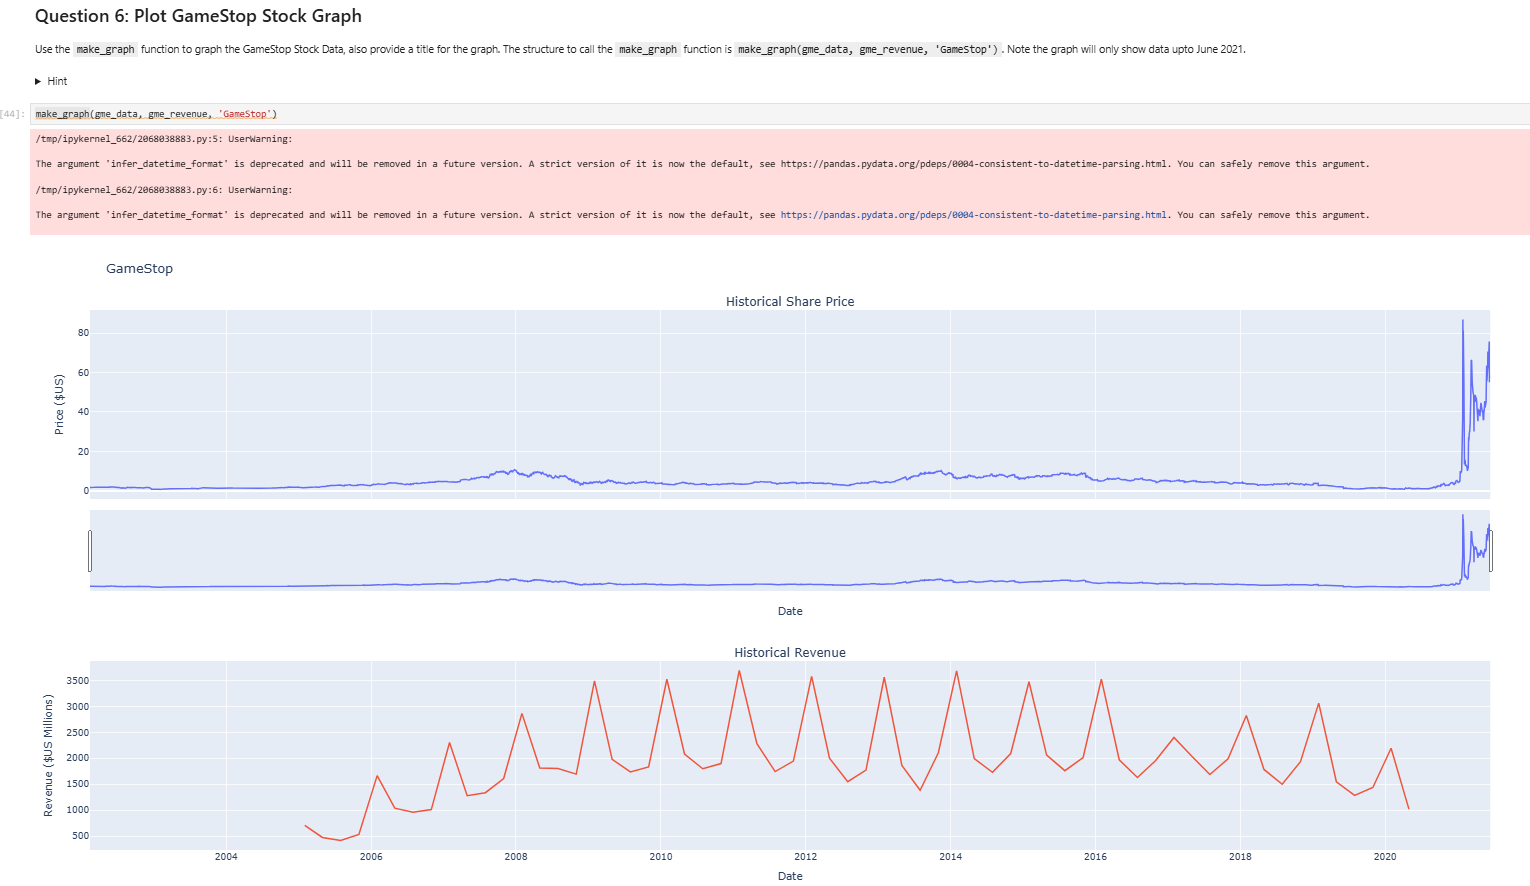 Question 6: Plot GameStop Stock Graph
Use the make_graph function to graph the GameStop Stock Data, also provide a title for the graph. The structure to call the make_graph function is make_graph(gme_data, gme_revenue, 'GameStop'). Note the graph will only show data upto June 2021.
Hint
[44]: make_graph(gme_data, gme_revenue, 'GameStop')
/tmp/ipykernel_662/2068038883.py:5: UserWarning:
The argument 'infer_datetime_format' is deprecated and will be removed in a future version. A strict version of it is now the default, see https://pandas.pydata.org/pdeps/0004-consistent-to-datetime-parsing.html. You can safely remove this argument.
/tmp/ipykernel_662/2068038883.py:6: UserWarning:
The argument 'infer_datetime_format' is deprecated and will be removed in a future version. A strict version of it is now the default, see https://pandas.pydata.org/pdeps/0004-consistent-to-datetime-parsing.html. You can safely remove this argument.
GameStop
Historical Share Price
Price ($US)
80
60
40
20
0
Date
Historical Revenue
Revenue ($US Millions)
3500
3000
2500
2000
1500
1000
500
2004 2006 2008 2010 2012 2014 2016 2018 2020
Date